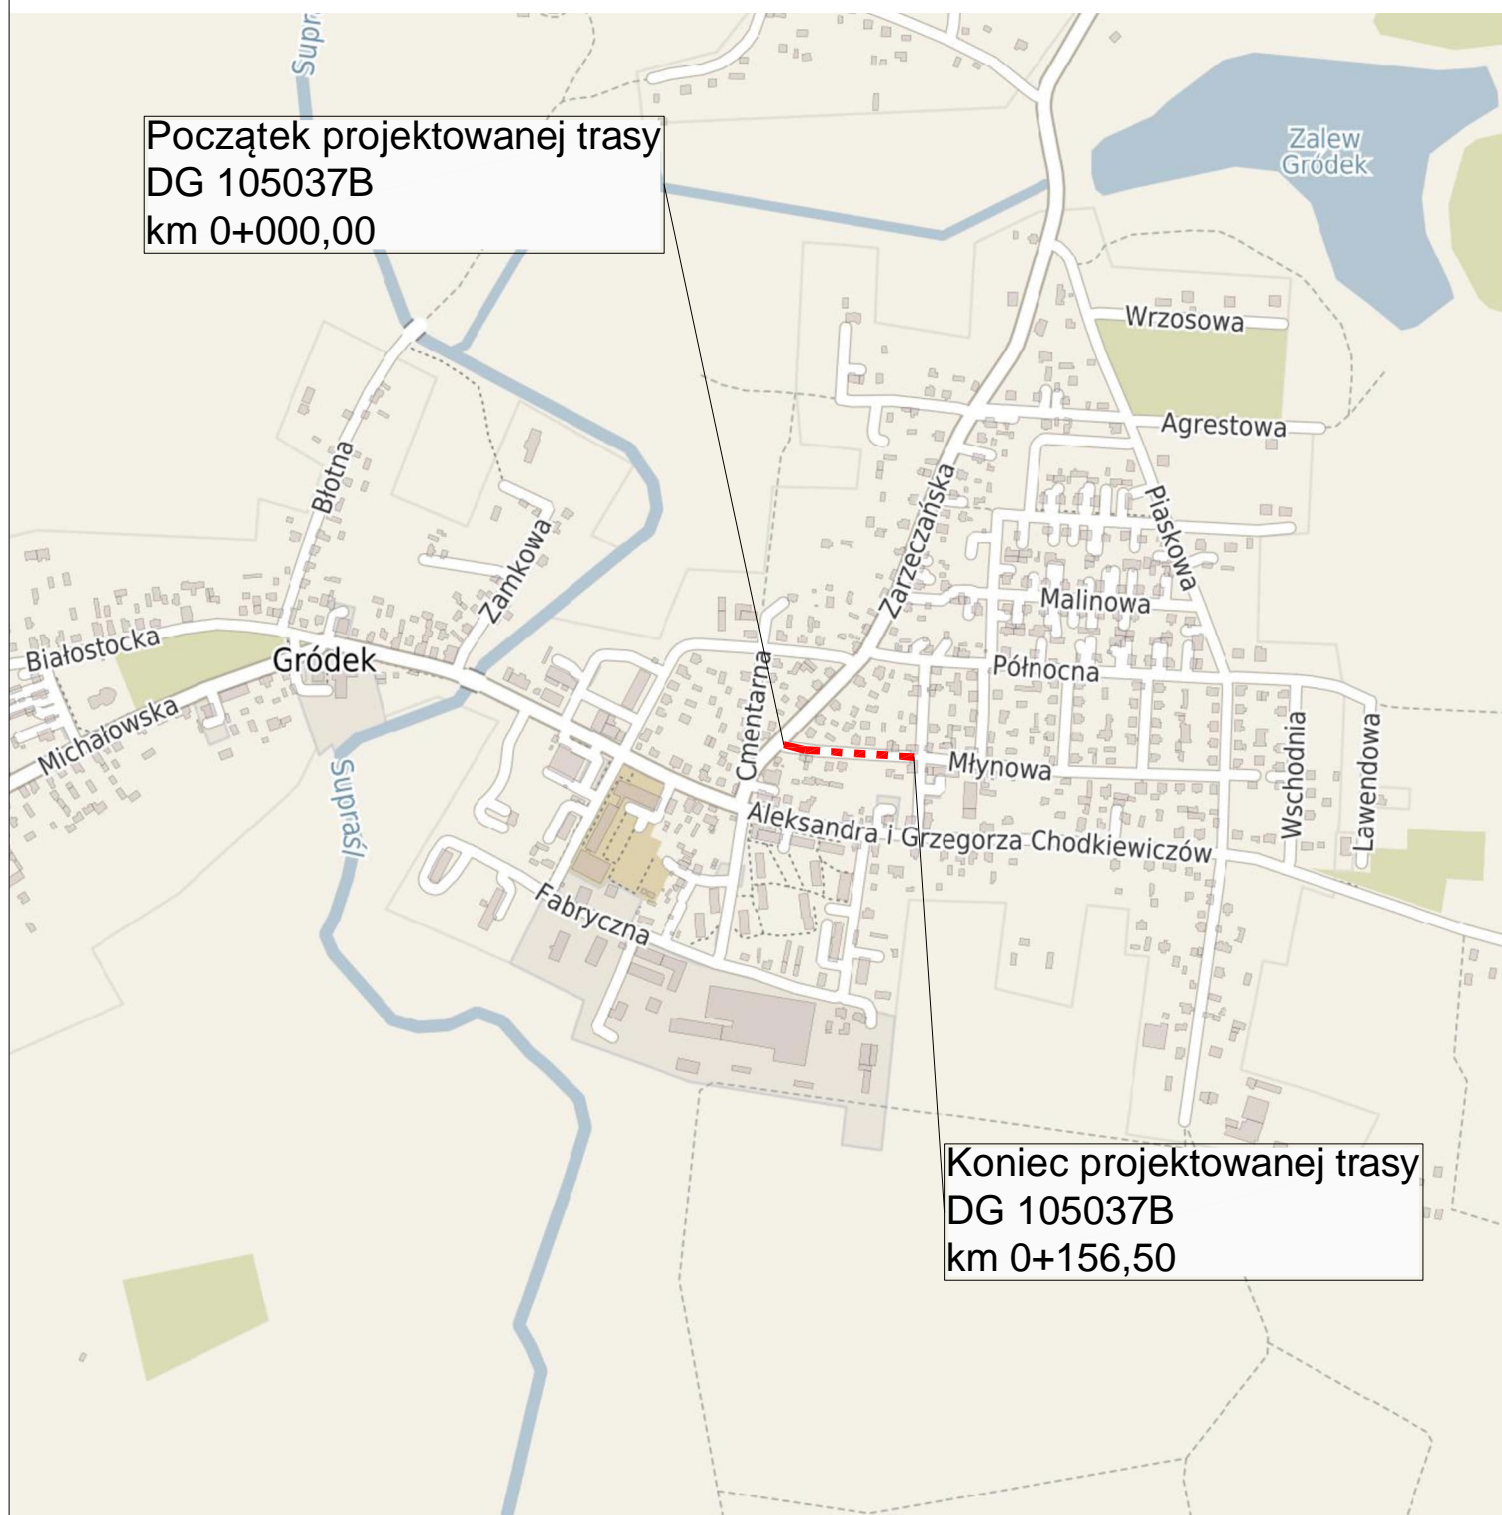 Supr
Początek projektowanej trasy
DG 105037B
km 0+000,00
Zalew
Gródek
Wrzosowa
Agrestowa
Błotna
Zarzeczańska
Piaskowa
Zamkowa
Malinowa
Białostocka
Gródek
Północna
Cmentarna
Michałowska
Młynowa
Wschodnia
Lawendowa
Supraśl
Aleksandra i Grzegorza Chodkiewiczów
Fabryczna
Koniec projektowanej trasy
DG 105037B
km 0+156,50